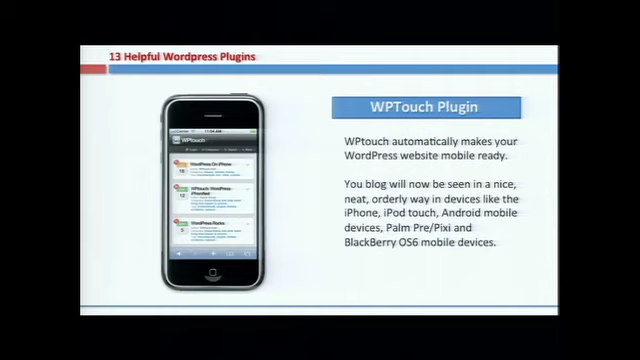 13 Helpful Wordpress Plugins
WPTouch Plugin
WPtouch automatically makes your
WordPress website mobile ready.
You blog will now be seen in a nice,
neat, orderly way in devices like the
iPhone, iPod touch, Android mobile
devices, Palm Pre/Pixi and
BlackBerry OS6 mobile devices.
WPtouch
WordPress On iPhone
WPtouch WordPress
WordPress Rocks